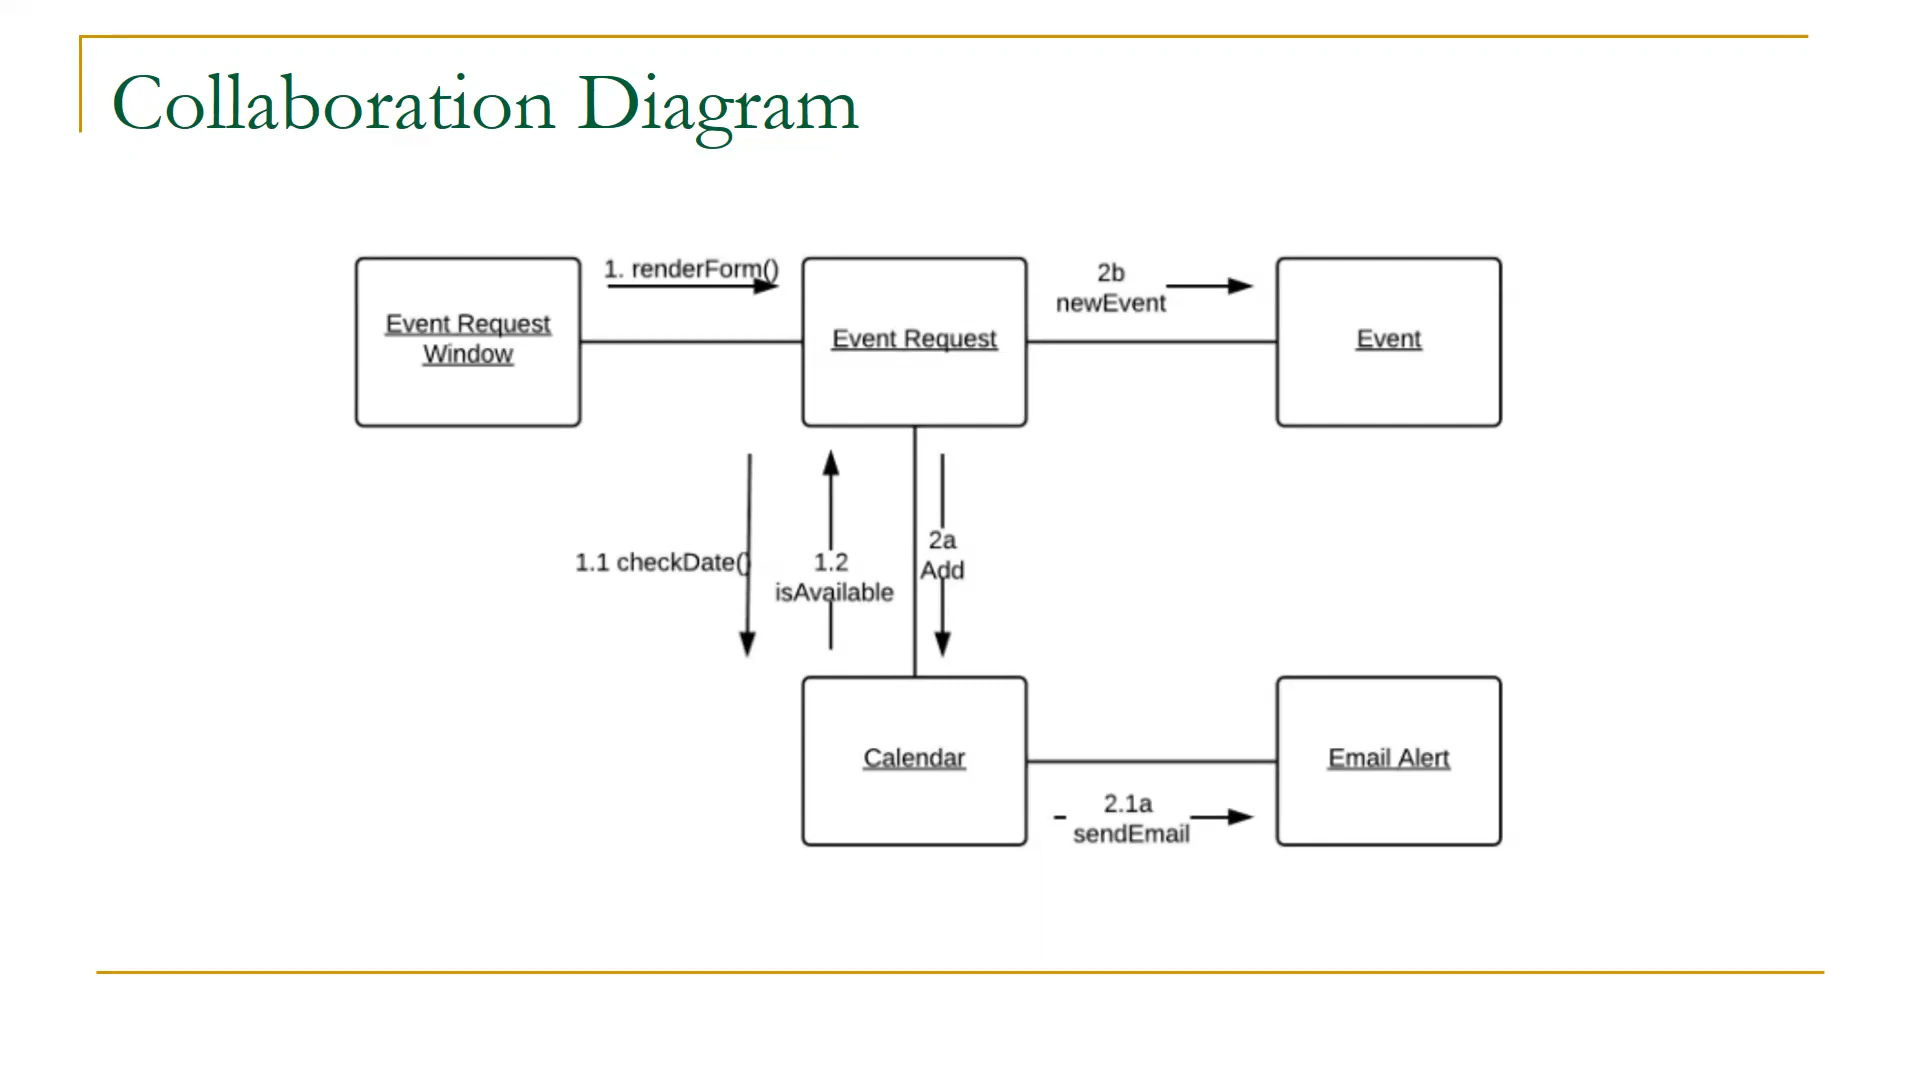 Collaboration Diagram
1. renderForm()
2b
newEvent
Event Request
Window
Event Request
Event
1.1 checkDate()
1.2
isAvailable
2a
Add
Calendar
Email Alert
2.1a
sendEmail